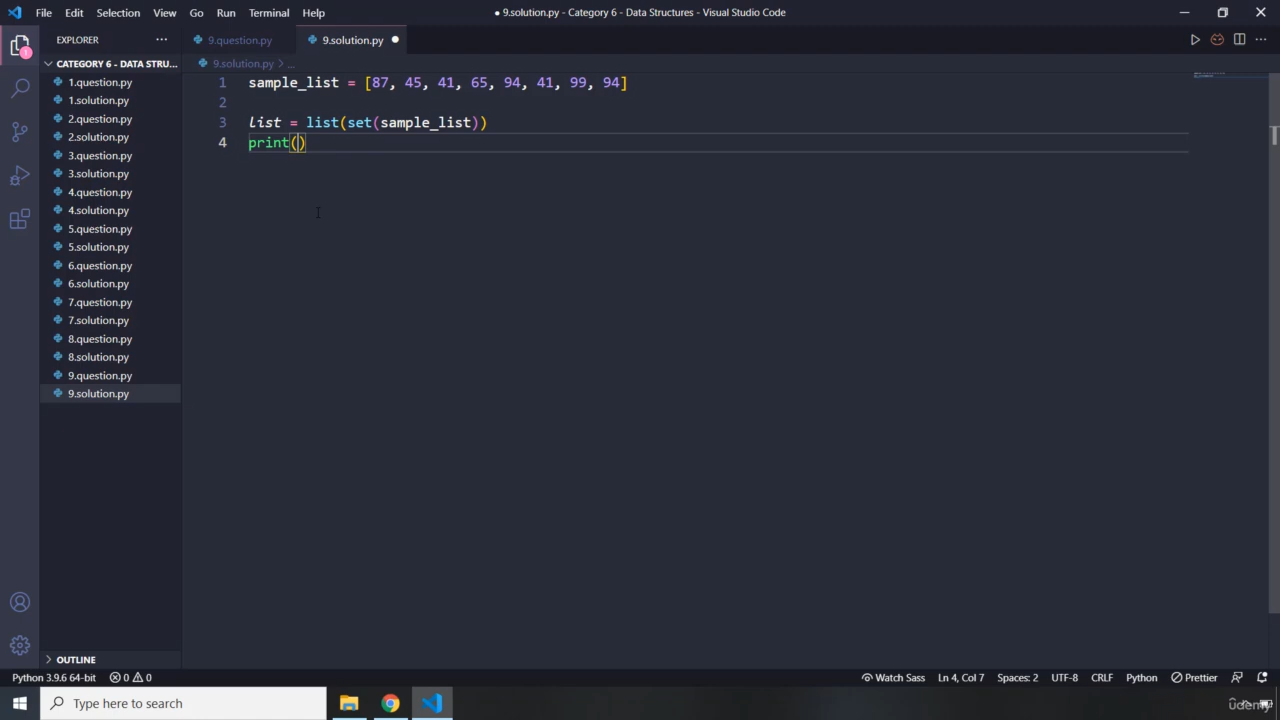 File Edit Selection View Go Run Terminal Help
● 9.solution.py - Category 6 - Data Structures - Visual Studio Code
EXPLORER ···
9.question.py
9.solution.py ●
CATEGORY 6 - DATA STRU...
9.solution.py > ...
1.question.py
1.solution.py
2.question.py
2.solution.py
3.question.py
3.solution.py
4.question.py
4.solution.py
5.question.py
5.solution.py
6.question.py
6.solution.py
7.question.py
7.solution.py
8.question.py
8.solution.py
9.question.py
9.solution.py
1 sample_list = [87, 45, 41, 65, 94, 41, 99, 94]
2
3 list = list(set(sample_list))
4 print()
1
OUTLINE
Python 3.9.6 64-bit 0 0 Watch Sass Ln 4, Col 7 Spaces: 2 UTF-8 CRLF Python Prettier
Type here to search
udemy